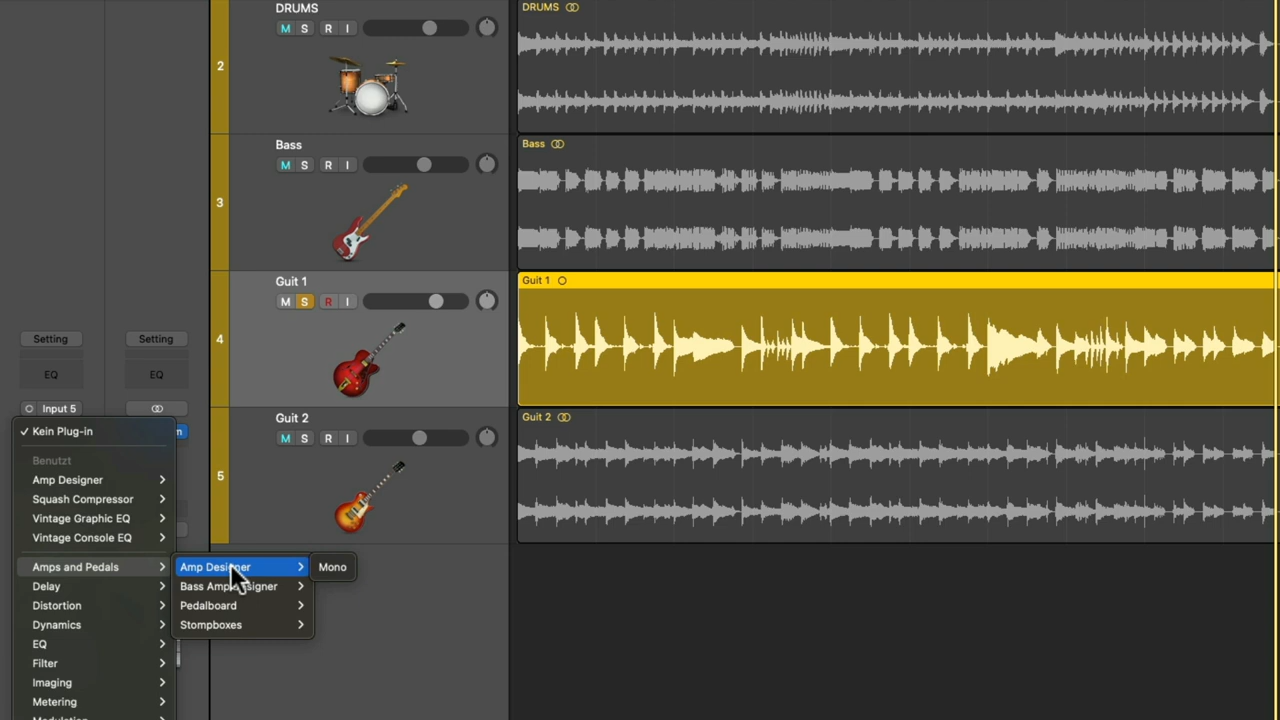 DRUMS
M S R I
DRUMS
2
Bass
M S R I
Bass
3
Guit 1
M S R I
Guit 1
4
Guit 2
M S R I
Guit 2
5
Setting
Setting
EQ
EQ
Input 5
✓ Kein Plug-in
Benutzt
Amp Designer
Squash Compressor
Vintage Graphic EQ
Vintage Console EQ
Amps and Pedals
Delay
Distortion
Dynamics
EQ
Filter
Imaging
Metering
Amp Designer
Bass Amp Designer
Pedalboard
Stompboxes
Mono